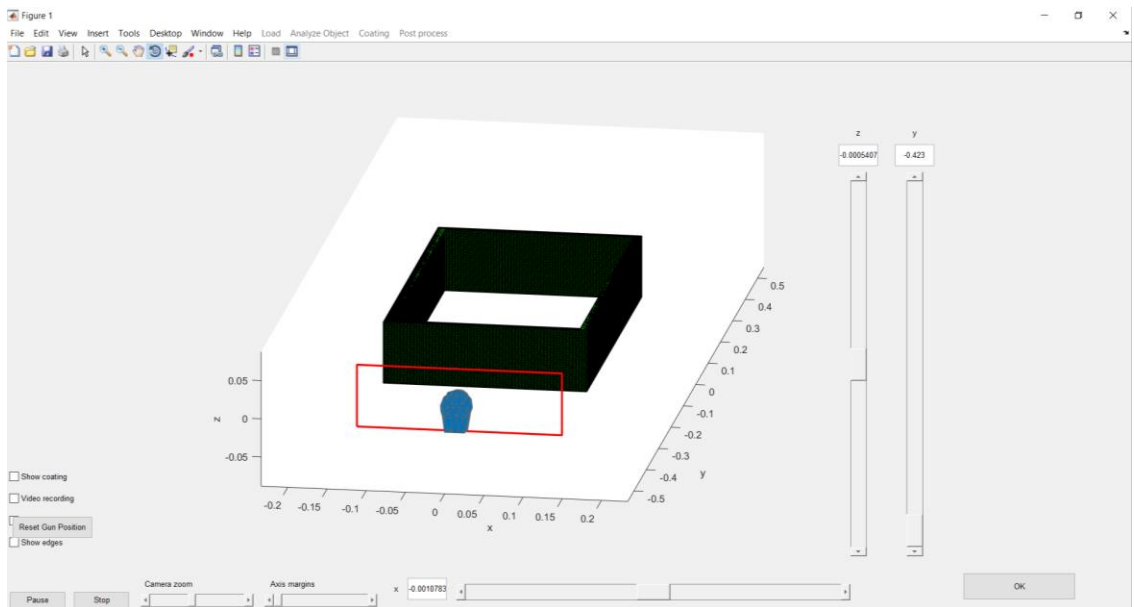 Figure 1
File Edit View Insert Tools Desktop Window Help Load Analyze Object Coating Post process
z y
-0.0005407 -0.423
0.5
0.4
0.3
0.2
0.1
0
-0.1
-0.2
-0.3
-0.4
-0.5
y
0.05
0
-0.05
z
-0.2 -0.15 -0.1 -0.05 0 0.05 0.1 0.15 0.2
x
Show coating
Video recording
Reset Gun Position
Show edges
Camera zoom Axis margins
Pause Stop x -0.0010783 OK